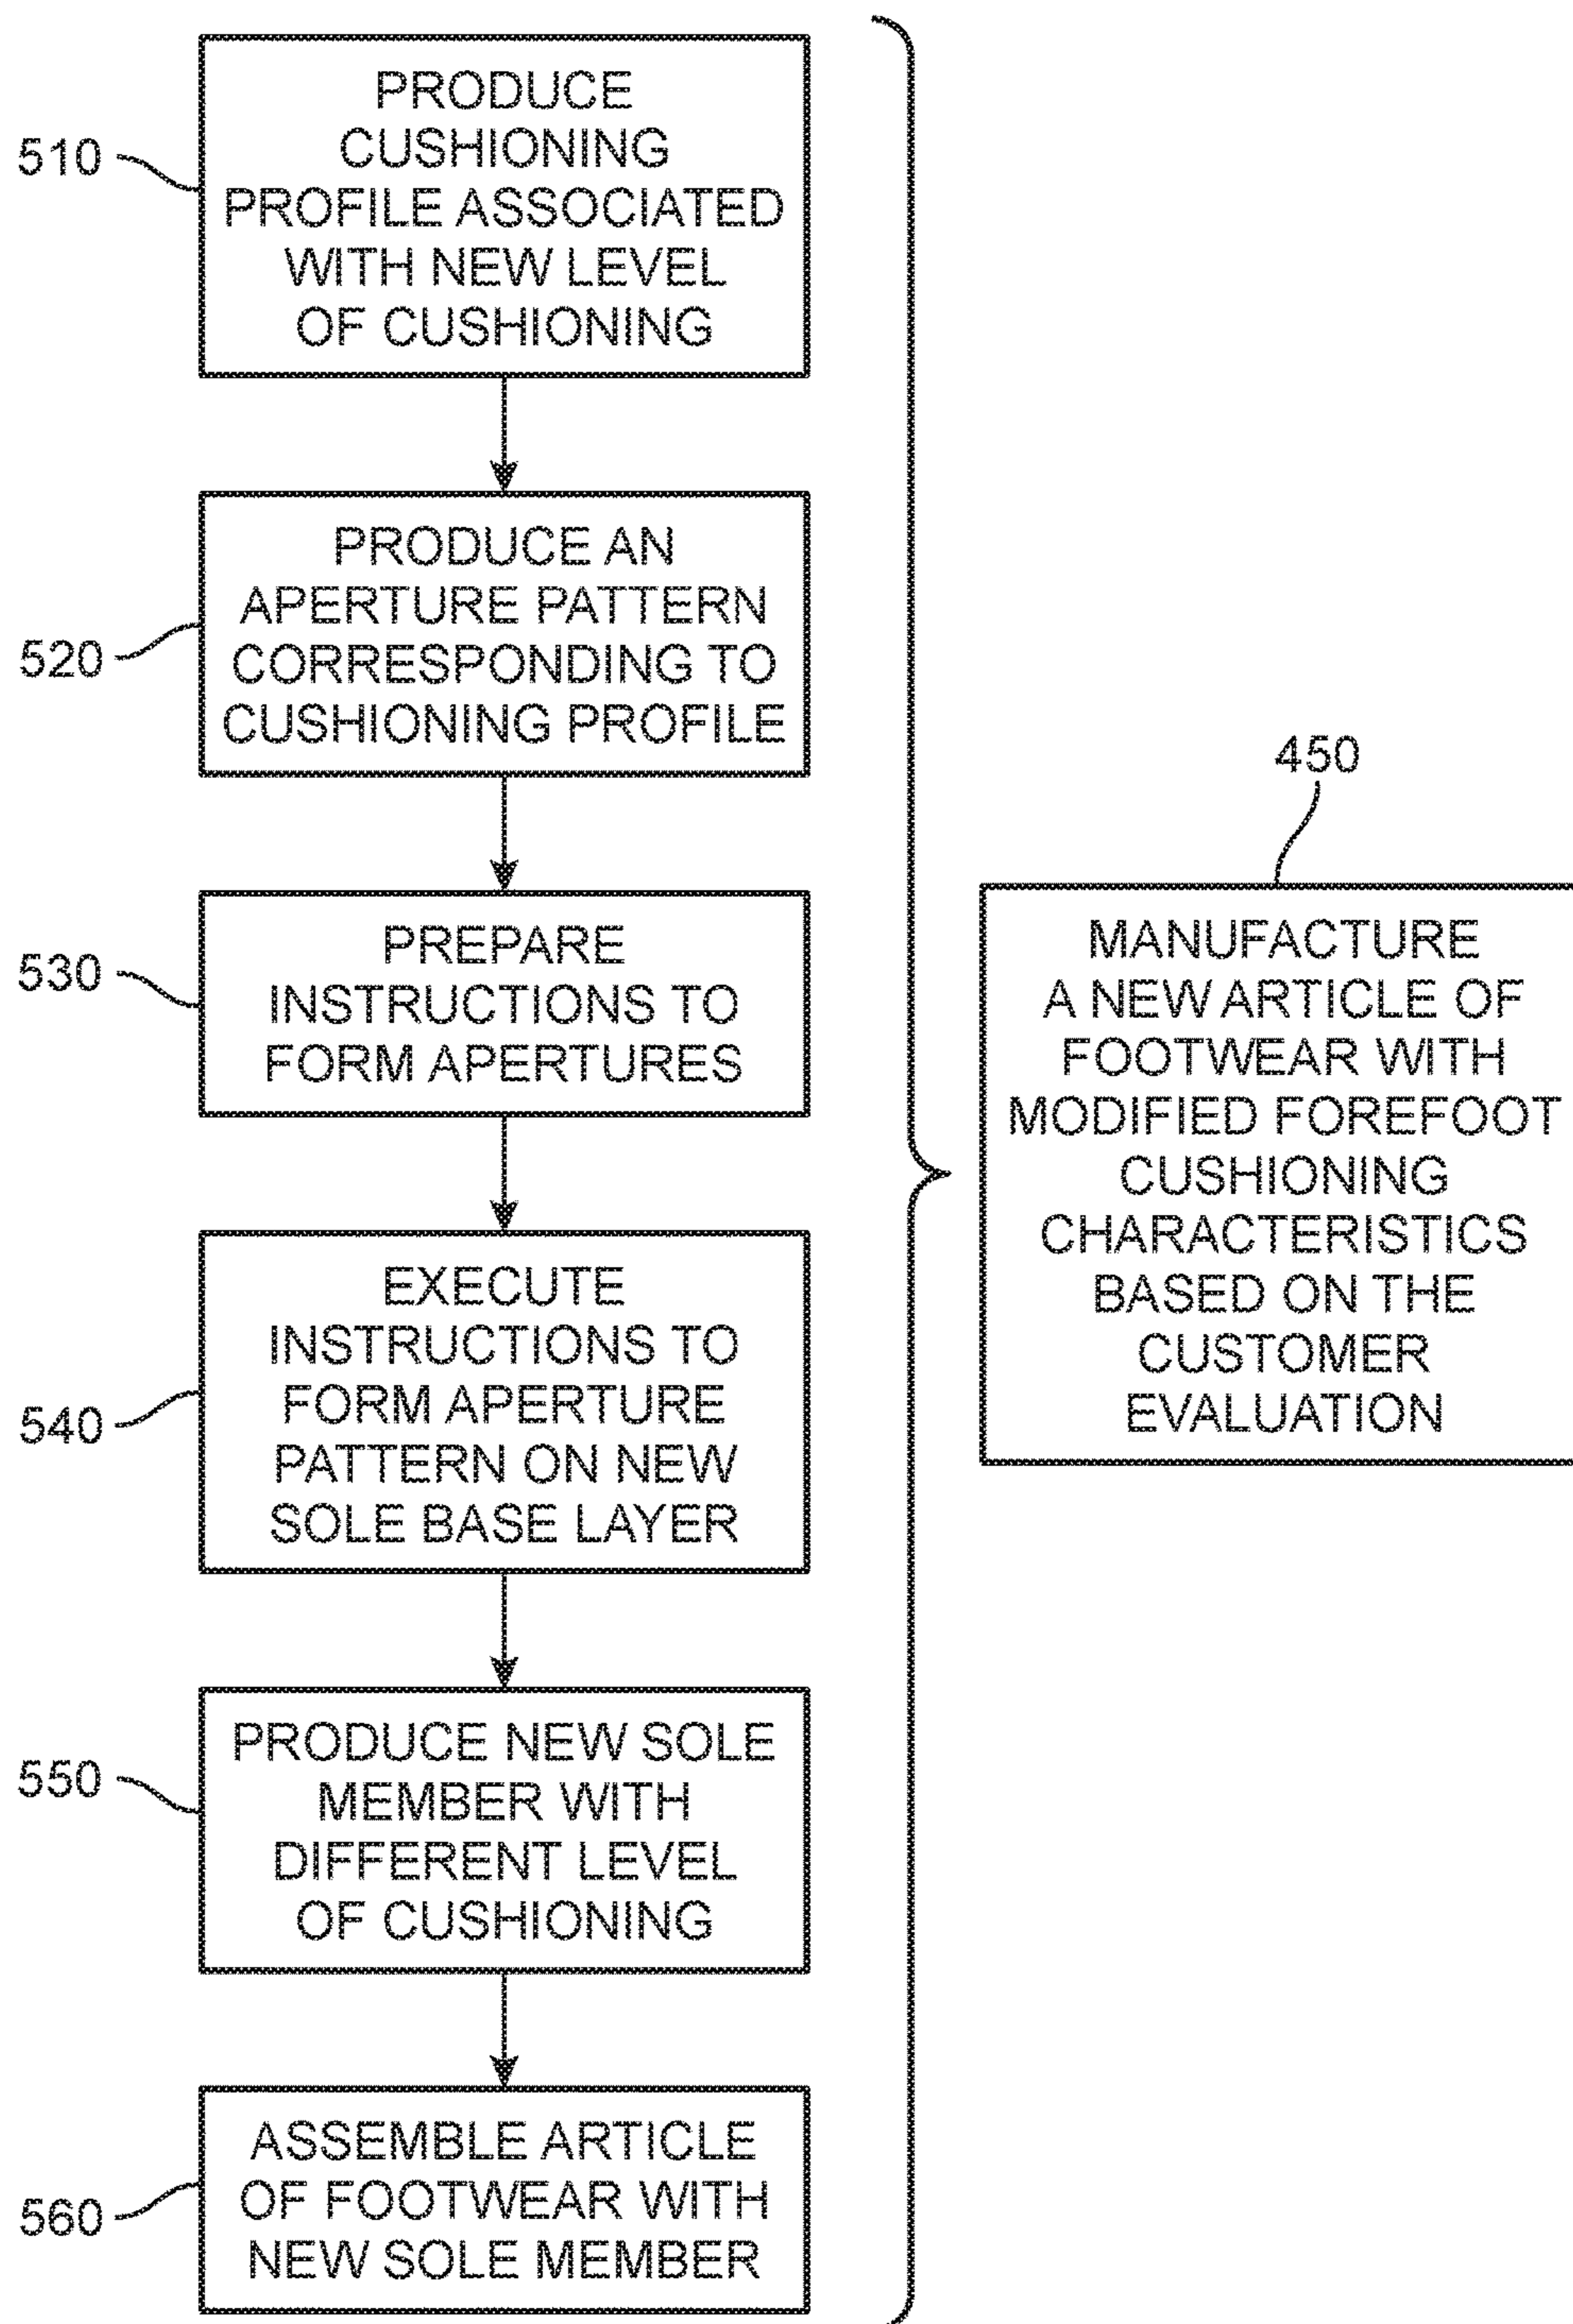 510
PRODUCE
CUSHIONING
PROFILE ASSOCIATED
WITH NEW LEVEL
OF CUSHIONING
520
PRODUCE AN
APERTURE PATTERN
CORRESPONDING TO
CUSHIONING PROFILE
530
PREPARE
INSTRUCTIONS TO
FORM APERTURES
540
EXECUTE
INSTRUCTIONS TO
FORM APERTURE
PATTERN ON NEW
SOLE BASE LAYER
550
PRODUCE NEW SOLE
MEMBER WITH
DIFFERENT LEVEL
OF CUSHIONING
560
ASSEMBLE ARTICLE
OF FOOTWEAR WITH
NEW SOLE MEMBER
450
MANUFACTURE
A NEW ARTICLE OF
FOOTWEAR WITH
MODIFIED FOREFOOT
CUSHIONING
CHARACTERISTICS
BASED ON THE
CUSTOMER
EVALUATION